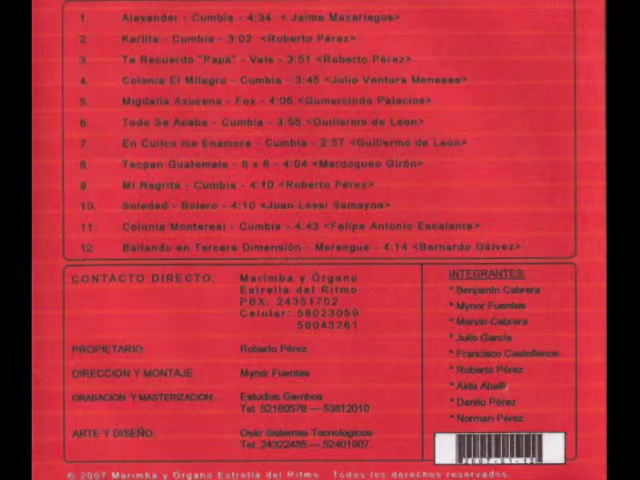 1. Alexander - Cumbia - 4:34 <Jaime Mazariegos>
2. Karlita - Cumbia - 3:02 <Roberto Pérez>
3. Te Recuerdo "Papá" - Vals - 3:51 <Roberto Pérez>
4. Colonia El Milagro - Cumbia - 3:46 <Julio Ventura Meneses>
5. Migdalia Azucena - Fox - 4:06 <Gumercindo Palacios>
6. Todo Se Acaba - Cumbia - 3:56 <Guillermo de Leon>
7. En Cuilco me Enamore - Cumbia - 2:57 <Guillermo de Leon>
8. Tecpan Guatemala - 6 x 8 - 4:04 <Mardoqueo Girón>
9. Mi Negrita - Cumbia - 4:10 <Roberto Pérez>
10. Soledad - Bolero - 4:10 <Juan Lossi Samayoa>
11. Colonia Montereal - Cumbia - 4:43 <Felipe Antonio Escalante>
12 Bailando en Tercera Dimensión - Merengue - 4:14 <Bernardo Gálvez>
CONTACTO DIRECTO: Marimba y Órgano
Estrella del Ritmo
PBX: 24351702
Celular: 58023059
58043261
PROPIETARIO: Roberto Pérez
DIRECCION Y MONTAJE Mynor Fuentes
GRABACION Y MASTERIZACION... Estudios Gamboa
Tel: 52160578 — 53612010
ARTE Y DISEÑO: Sistemas Tecnologicos
Tel: 24322485 — 52401907
INTEGRANTES:
* Benjamín Cabrera
* Mynor Fuentes
* Marvin Cabrera
* Julio García
* Francisco Castellanos
* Roberto Pérez
* Aida
* Danilo Pérez
* Norman Pérez
© 2007 Marimba y Órgano Estrella del Ritmo Todos los derechos reservados